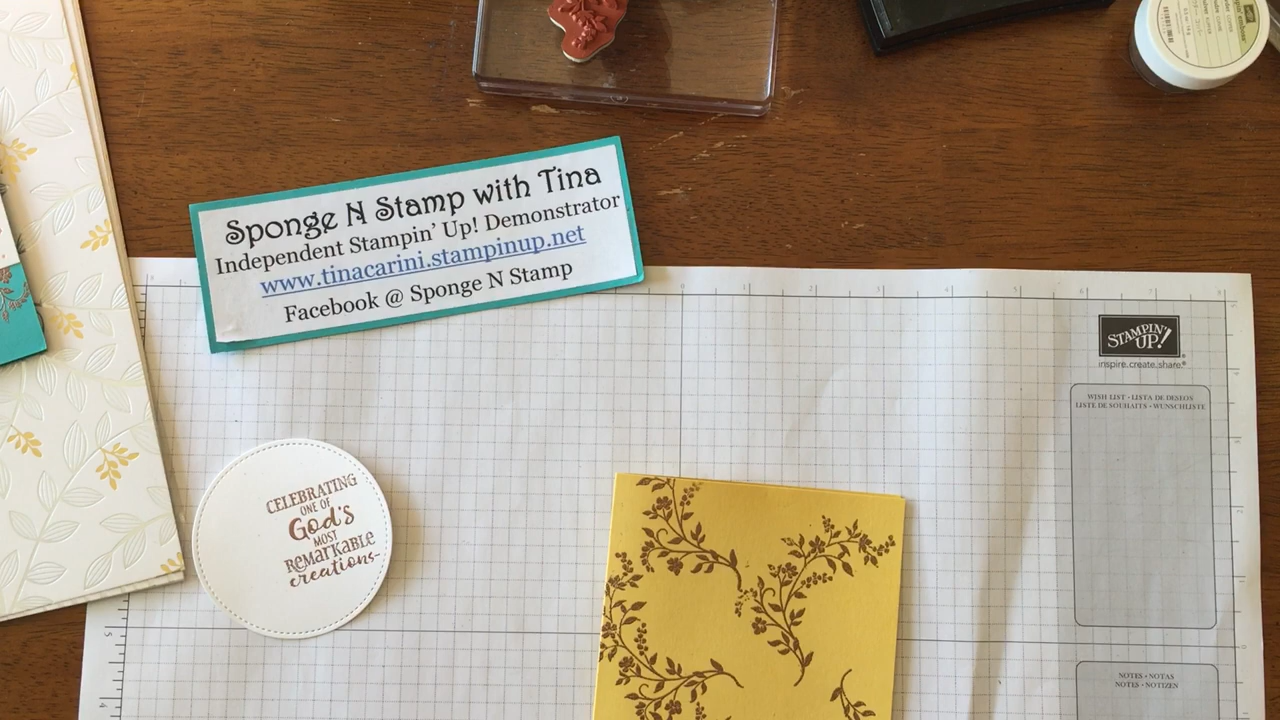 Sponge N Stamp with Tina
Independent Stampin' Up! Demonstrator
www.tinacarini.stampinup.net
Facebook @ Sponge N Stamp
STAMPIN' UP!®
inspire.create.share®
WISH LIST • LISTA DE DESEOS
LISTE DE SOUHAITS • WUNSCHLISTE
CELEBRATING
ONE OF
God's
MOST
Remarkable
creations~
NOTES • NOTAS
NOTES • NOTIZEN
5
4